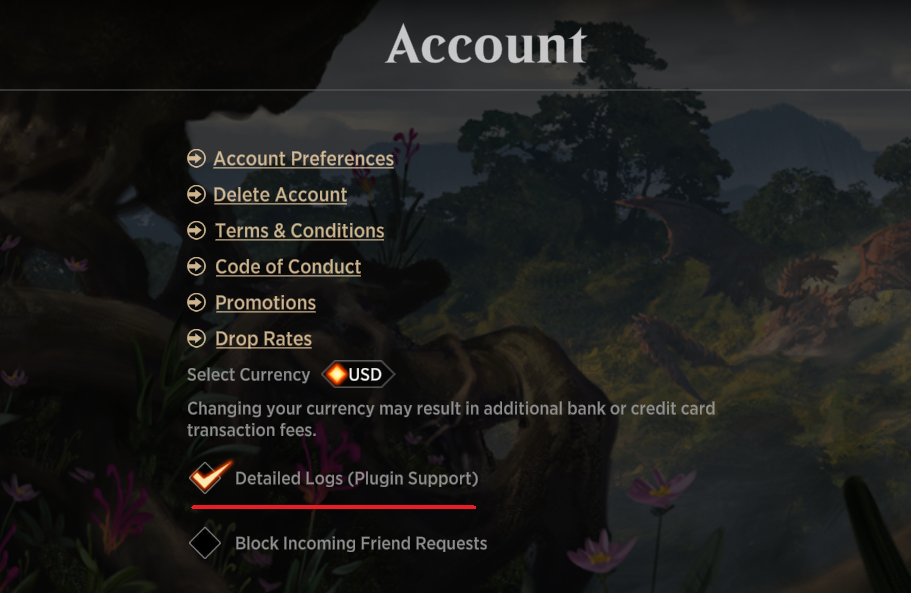 Account
Account Preferences
Delete Account
Terms & Conditions
Code of Conduct
Promotions
Drop Rates
Select Currency USD
Changing your currency may result in additional bank or credit card
transaction fees.
Detailed Logs (Plugin Support)
Block Incoming Friend Requests